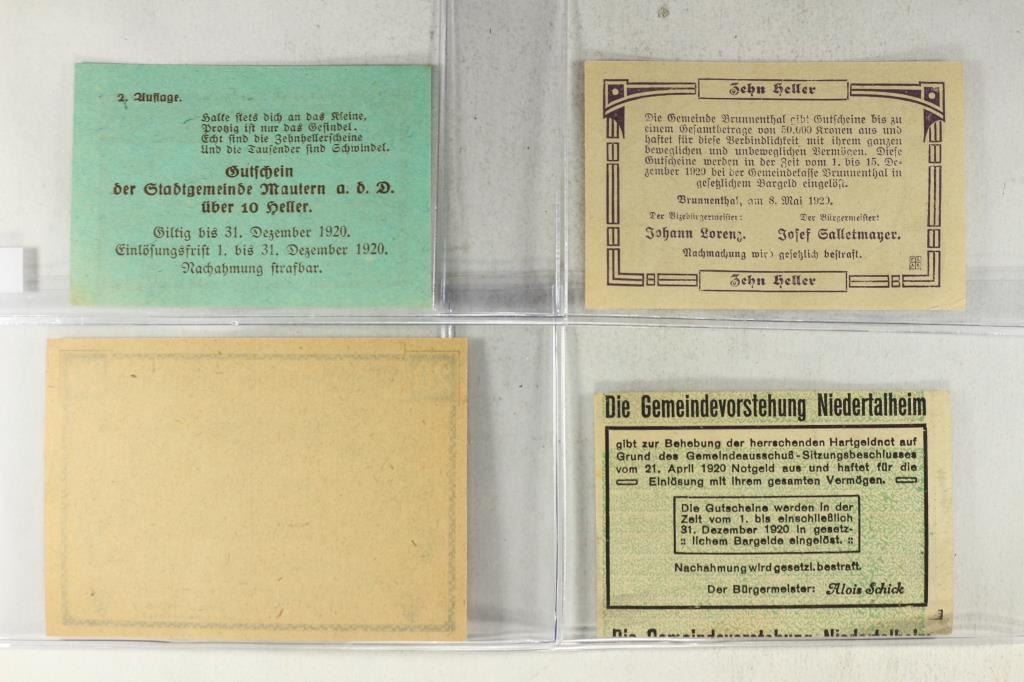 2. Auflage.
Halte stets dich an das Kleine,
Protzig ist nur das Gesindel.
Echt sind die Zehnhellerscheine
Und die Tausender sind Schwindel.
Gutschein
der Stadtgemeinde Mautern a. d. D.
über 10 Heller.
Giltig bis 31. Dezember 1920.
Einlösungsfrist 1. bis 31. Dezember 1920.
Nachahmung strafbar.
Zehn Heller
Die Gemeinde Brunnenthal gibt Gutscheine bis zu
einem Gesamtbetrage von 50.000 Kronen aus und
haftet für diese Verbindlichkeit mit ihrem ganzen
beweglichen und unbeweglichen Vermögen. Diese
Gutscheine werden in der Zeit vom 1. bis 15. De-
zember 1920 bei der Gemeindekasse Brunnenthal in
gesetzlichem Bargeld eingelöst.
Brunnenthal, am 8. Mai 1920.
Der Vizebürgermeister: Der Bürgermeister:
Johann Lorenz. Josef Salletmayer.
Nachmachung wird gesetzlich bestraft.
Zehn Heller
Die Gemeindevorstehung Niedertalheim
gibt zur Behebung der herrschenden Hartgeldnot auf
Grund des Gemeindeausschuß-Sitzungsbeschlusses
vom 21. April 1920 Notgeld aus und haftet für die
Einlösung mit ihrem gesamten Vermögen.
Die Gutscheine werden in der
Zeit vom 1. bis einschließlich
31. Dezember 1920 in gesetz-
:: lichem Bargelde eingelöst. ::
Nachahmung wird gesetzl. bestraft.
Der Bürgermeister: Alois Schick
Die Gemeindevorstehung Niedertalheim